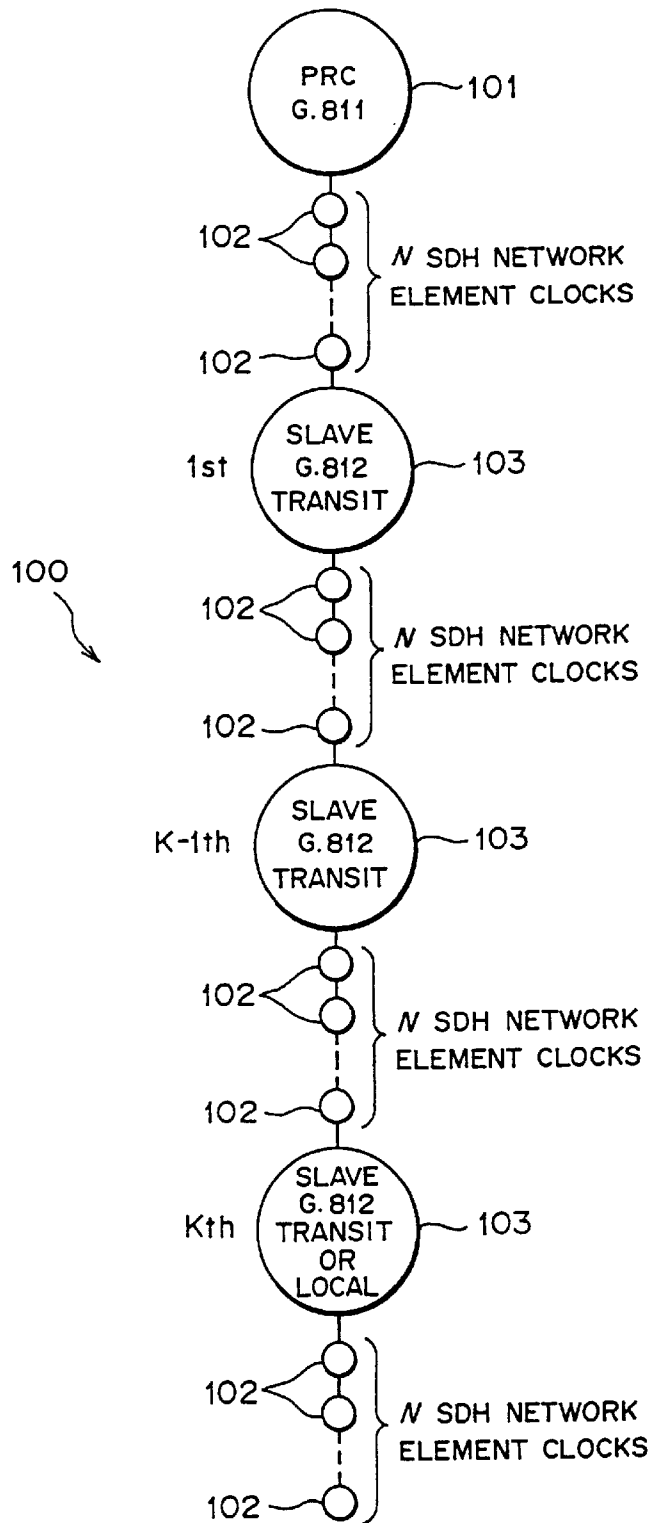 PRC
G.811
101
102
N SDH NETWORK
ELEMENT CLOCKS
102
1st
SLAVE
G.812
TRANSIT
103
100
102
N SDH NETWORK
ELEMENT CLOCKS
102
K-1th
SLAVE
G.812
TRANSIT
103
102
N SDH NETWORK
ELEMENT CLOCKS
102
Kth
SLAVE
G.812
TRANSIT
OR
LOCAL
103
102
N SDH NETWORK
ELEMENT CLOCKS
102